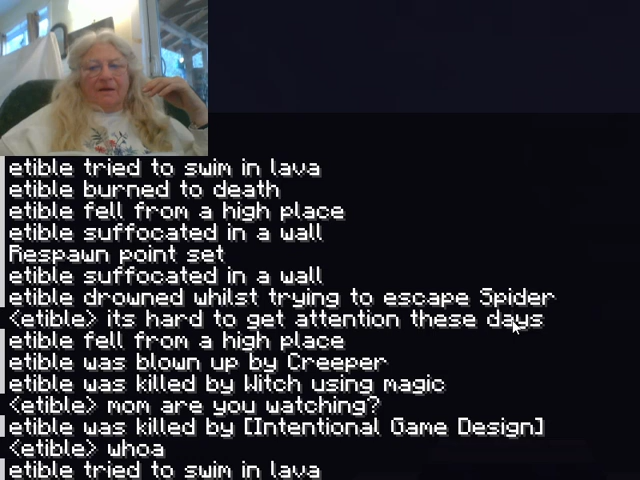 etible tried to swim in lava
etible burned to death
etible fell from a high place
etible suffocated in a wall
Respawn point set
etible suffocated in a wall
etible drowned whilst trying to escape Spider
<etible> its hard to get attention these days
etible fell from a high place
etible was blown up by Creeper
etible was killed by Witch using magic
<etible> mom are you watching?
etible was killed by [Intentional Game Design]
<etible> whoa
etible tried to swim in lava